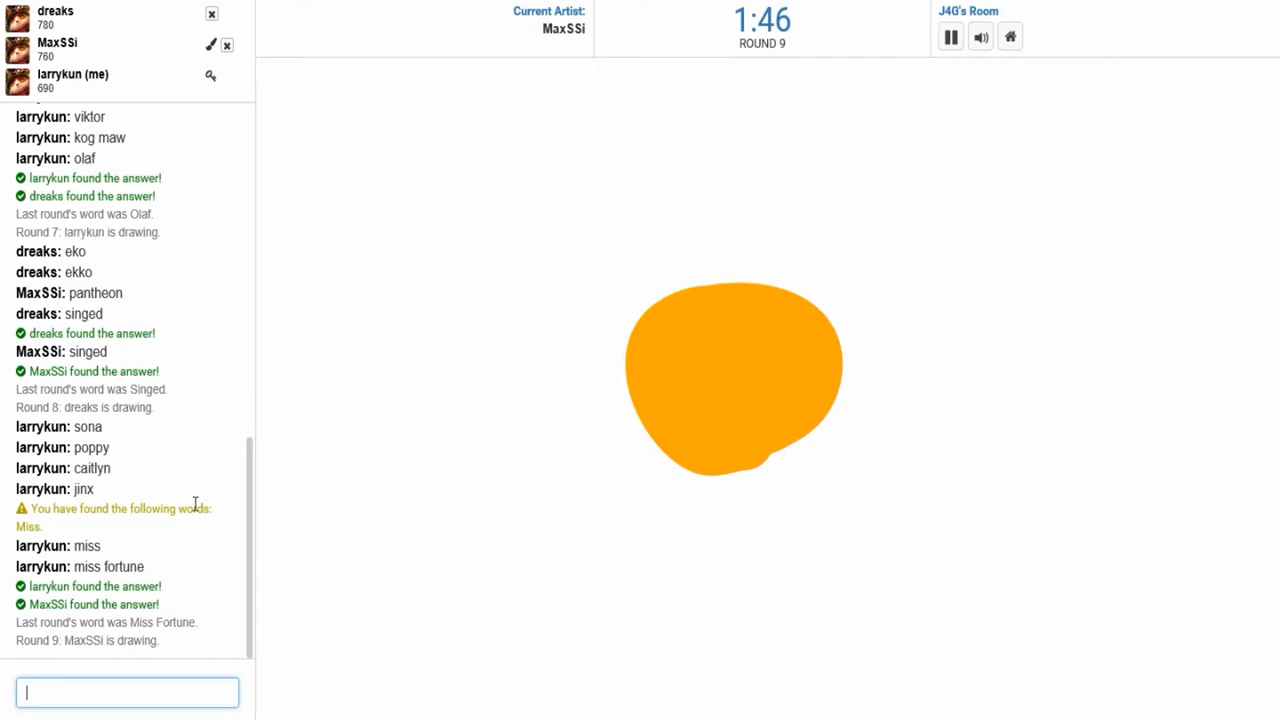 dreaks
780
MaxSSi
760
larrykun (me)
690
Current Artist:
MaxSSi
1:46
ROUND 9
J4G's Room
larrykun: viktor
larrykun: kog maw
larrykun: olaf
larrykun found the answer!
dreaks found the answer!
Last round's word was Olaf.
Round 7: larrykun is drawing.
dreaks: eko
dreaks: ekko
MaxSSi: pantheon
dreaks: singed
dreaks found the answer!
MaxSSi: singed
MaxSSi found the answer!
Last round's word was Singed.
Round 8: dreaks is drawing.
larrykun: sona
larrykun: poppy
larrykun: caitlyn
larrykun: jinx
You have found the following words:
Miss.
larrykun: miss
larrykun: miss fortune
larrykun found the answer!
MaxSSi found the answer!
Last round's word was Miss Fortune.
Round 9: MaxSSi is drawing.